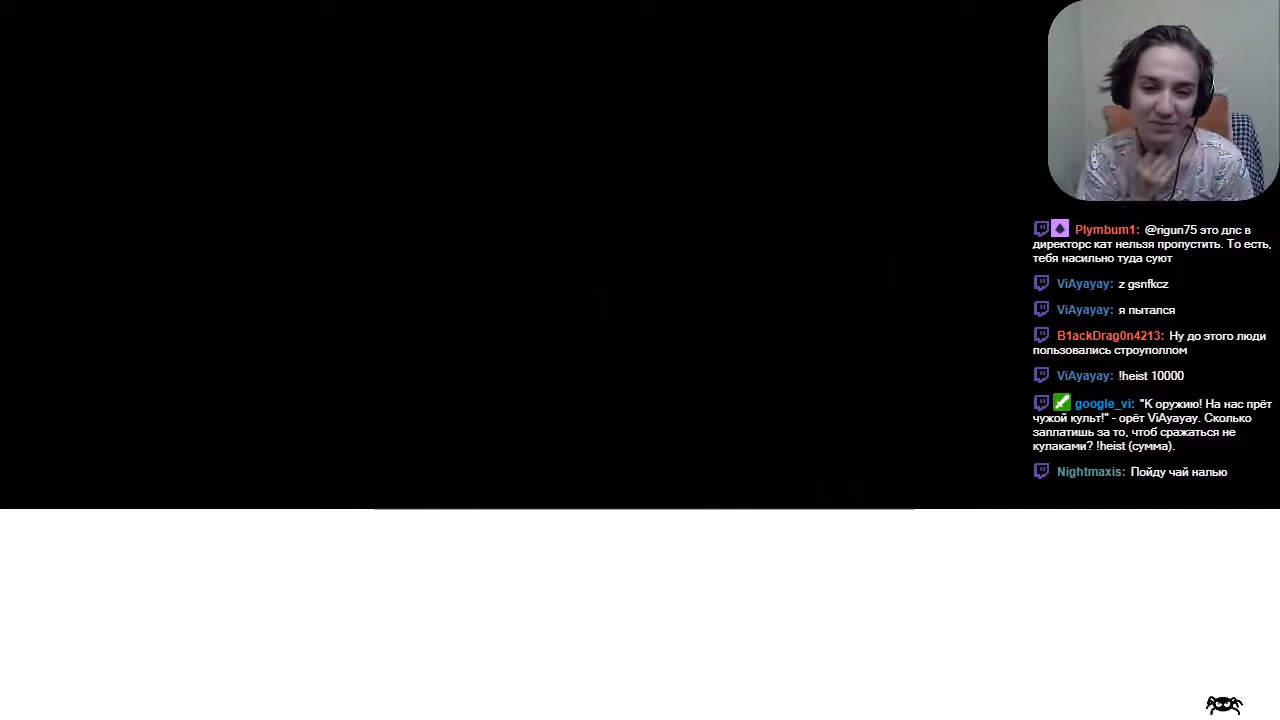 Plymbum1: @rigun75 это длс в
директорс кат нельзя пропустить. То есть,
тебя насильно туда суют
ViAyayay: z gsnfkcz
ViAyayay: я пытался
B1ackDrag0n4213: Ну до этого люди
пользовались строуполлом
ViAyayay: !heist 10000
google_vi: "К оружию! На нас прёт
чужой культ!" - орёт ViAyayay. Сколько
заплатишь за то, чтоб сражаться не
кулаками? !heist (сумма).
Nightmaxis: Пойду чай налью